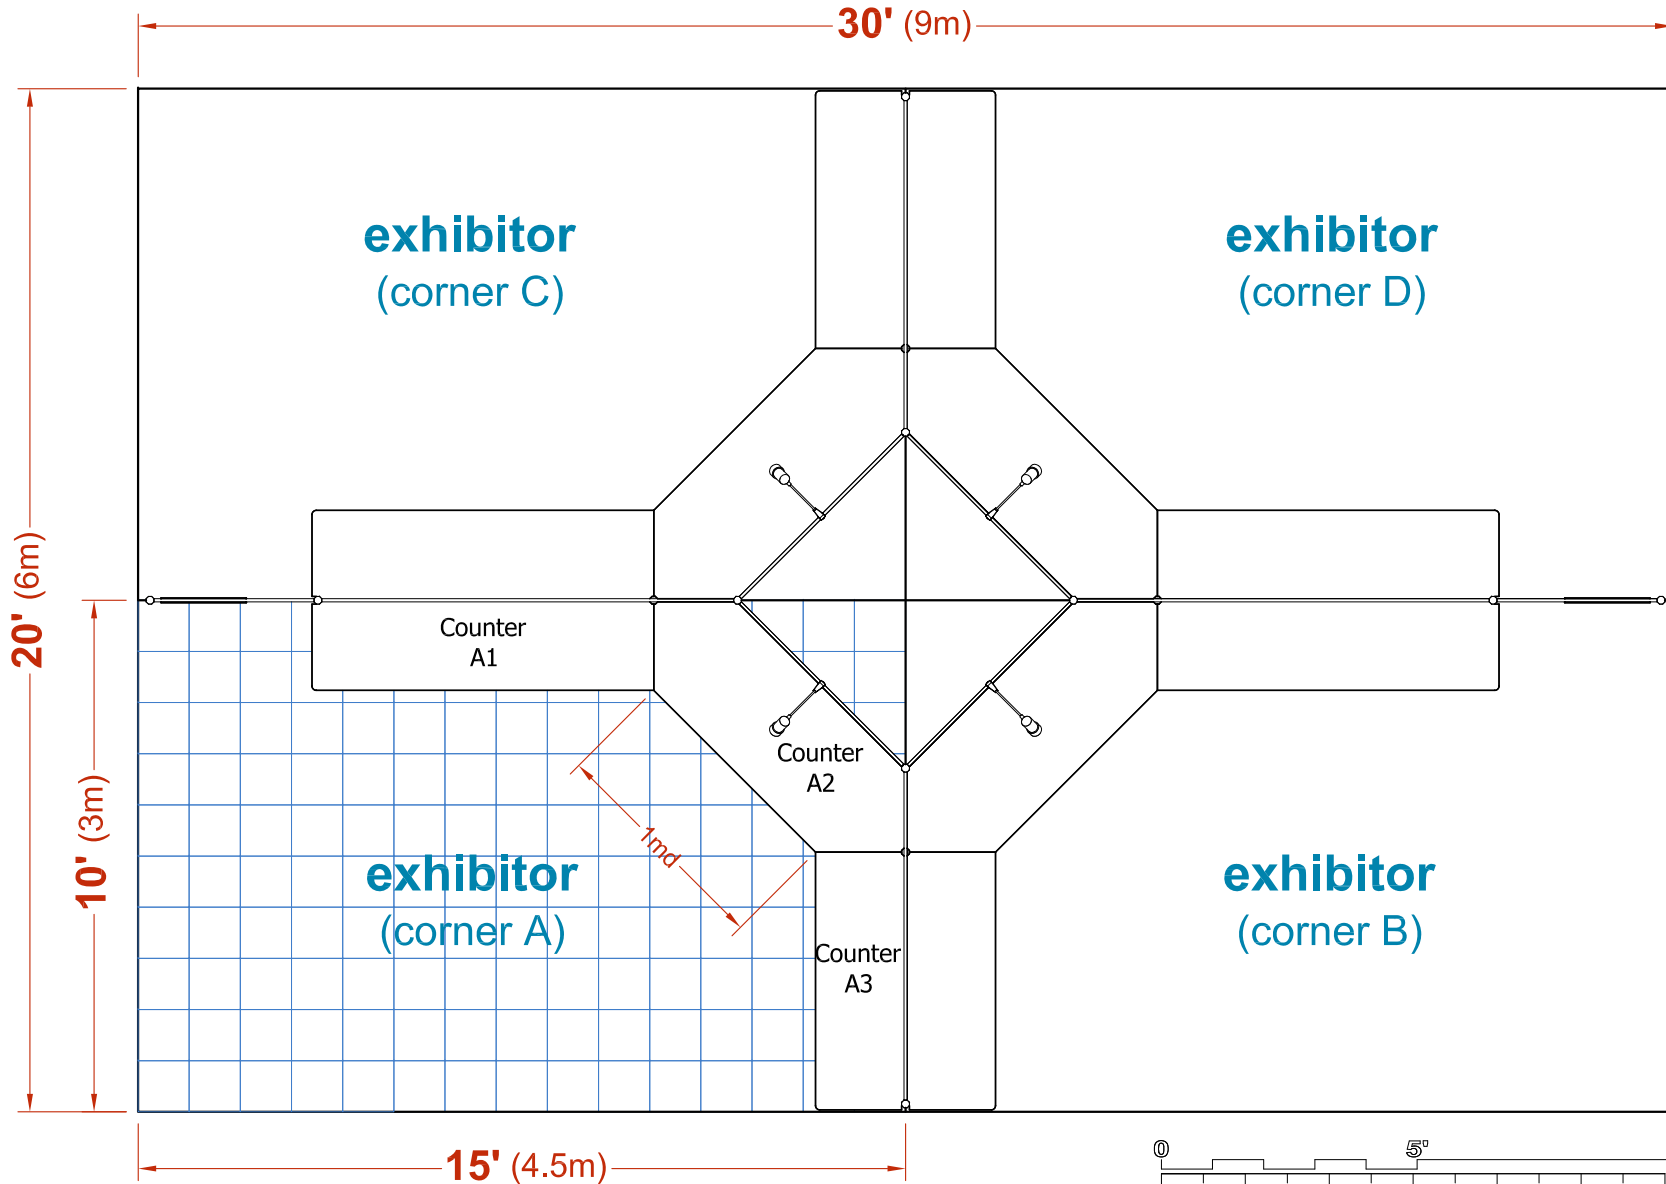 30' (9m)
exhibitor
(corner C)
exhibitor
(corner D)
20' (6m)
Counter
A1
10' (3m)
Counter
A2
1md
exhibitor
(corner A)
exhibitor
(corner B)
Counter
A3
15' (4.5m)
0 5'